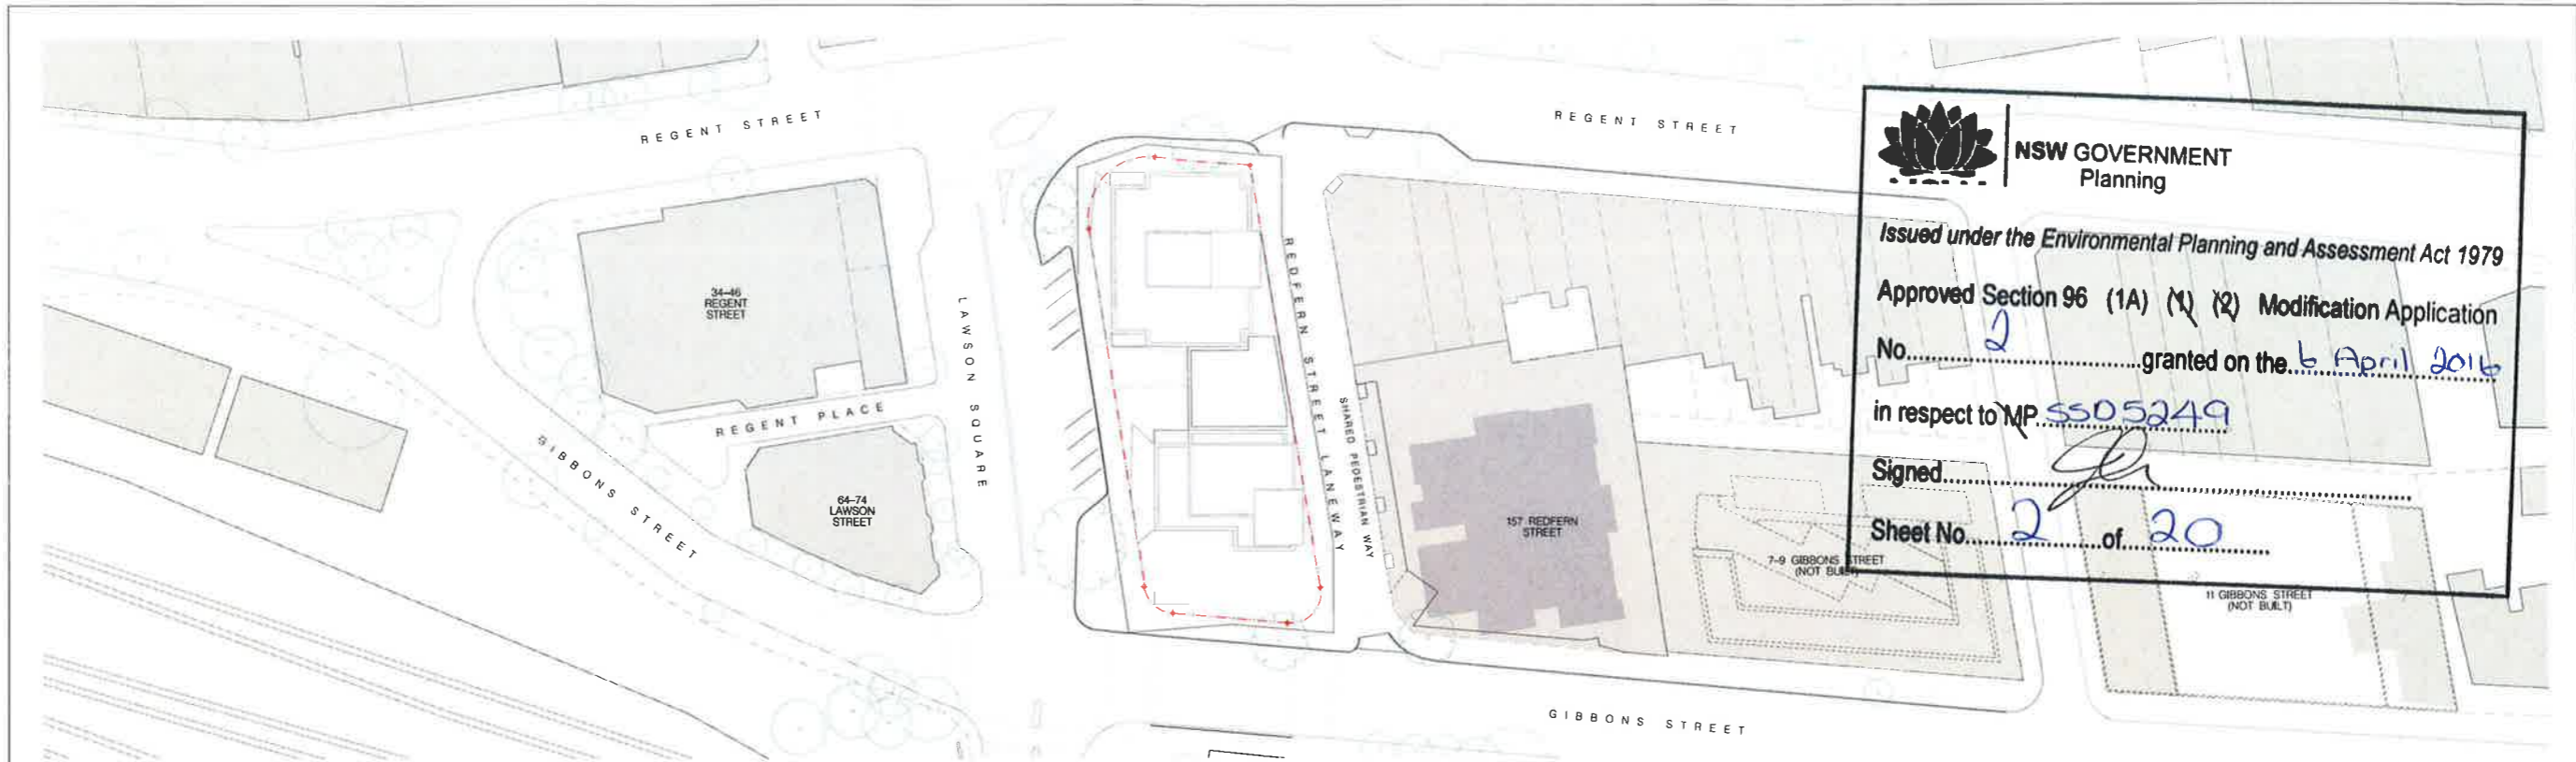 REGENT STREET
REGENT STREET
34-46
REGENT
STREET
LAWSON SQUARE
REGENT PLACE
GIBBONS STREET
64-74
LAWSON
STREET
REDFERN STREET LANEWAY
SHARED PEDESTRIAN WAY
157 REDFERN
STREET
7-9 GIBBONS STREET
(NOT BUILT)
11 GIBBONS STREET
(NOT BUILT)
GIBBONS STREET
NSW GOVERNMENT
Planning
Issued under the Environmental Planning and Assessment Act 1979
Approved Section 96 (1A) (1) (2) Modification Application
No. 2 granted on the 6 April 2016
in respect to MP SSD5249
Signed
Sheet No. 2 of 20